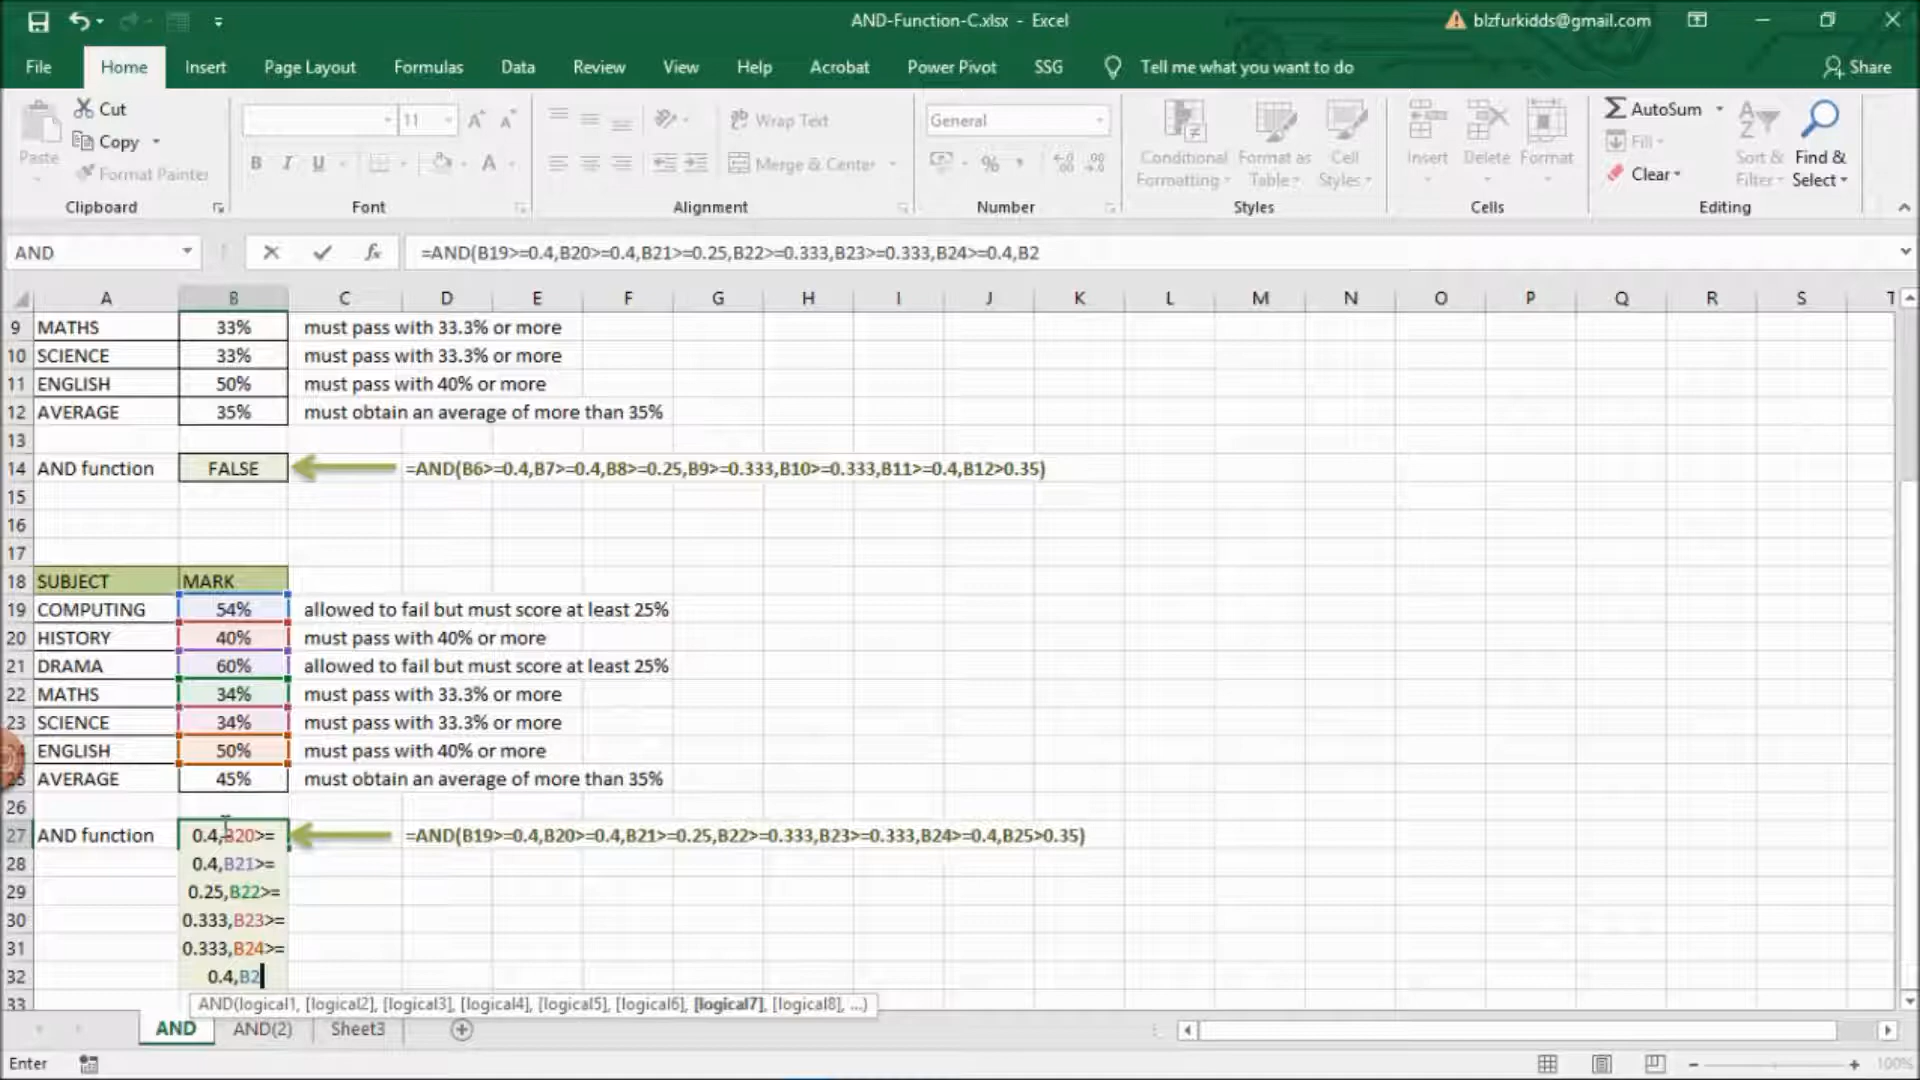 AND-Function-C.xlsx - Excel
blzfurkidds@gmail.com
File Home Insert Page Layout Formulas Data Review View Help Acrobat Power Pivot SSG Tell me what you want to do Share
Paste
Cut
Copy
Format Painter
Clipboard
11
B I U
Font
Wrap Text
Merge & Center
Alignment
General
%
Number
Conditional Formatting
Format as Table
Cell Styles
Styles
Insert
Delete
Format
Cells
AutoSum
Fill
Clear
Sort & Filter
Find & Select
Editing
AND fx =AND(B19>=0.4,B20>=0.4,B21>=0.25,B22>=0.333,B23>=0.333,B24>=0.4,B2
A B C D E F G H I J K L M N O P Q R S T
9 MATHS 33% must pass with 33.3% or more
10 SCIENCE 33% must pass with 33.3% or more
11 ENGLISH 50% must pass with 40% or more
12 AVERAGE 35% must obtain an average of more than 35%
13
14 AND function FALSE =AND(B6>=0.4,B7>=0.4,B8>=0.25,B9>=0.333,B10>=0.333,B11>=0.4,B12>0.35)
15
16
17
18 SUBJECT MARK
19 COMPUTING 54% allowed to fail but must score at least 25%
20 HISTORY 40% must pass with 40% or more
21 DRAMA 60% allowed to fail but must score at least 25%
22 MATHS 34% must pass with 33.3% or more
23 SCIENCE 34% must pass with 33.3% or more
ENGLISH 50% must pass with 40% or more
25 AVERAGE 45% must obtain an average of more than 35%
26
27 AND function 0.4,B20>= =AND(B19>=0.4,B20>=0.4,B21>=0.25,B22>=0.333,B23>=0.333,B24>=0.4,B25>0.35)
28 0.4,B21>=
29 0.25,B22>=
30 0.333,B23>=
31 0.333,B24>=
32 0.4,B2
33 AND(logical1, [logical2], [logical3], [logical4], [logical5], [logical6], [logical7], [logical8], ...)
AND AND(2) Sheet3
Enter 100%